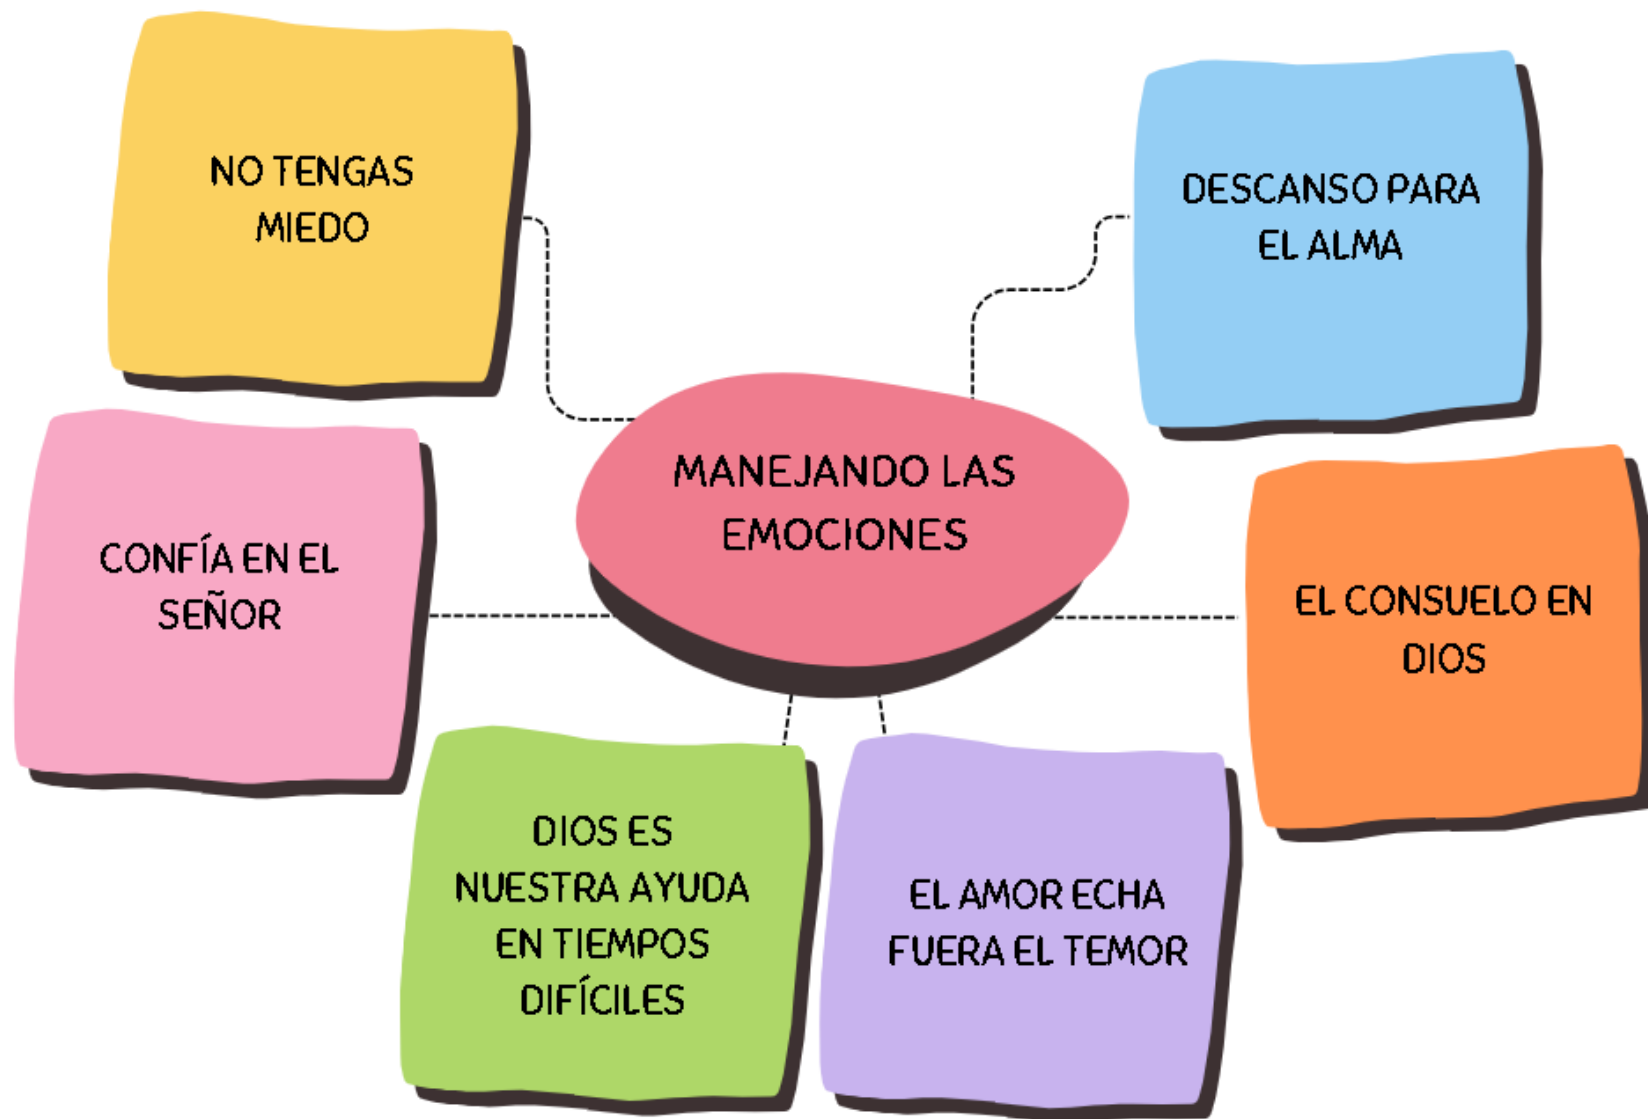 NO TENGAS
MIEDO
DESCANSO PARA
EL ALMA
MANEJANDO LAS
EMOCIONES
CONFÍA EN EL
SEÑOR
EL CONSUELO EN
DIOS
DIOS ES
NUESTRA AYUDA
EN TIEMPOS
DIFÍCILES
EL AMOR ECHA
FUERA EL TEMOR